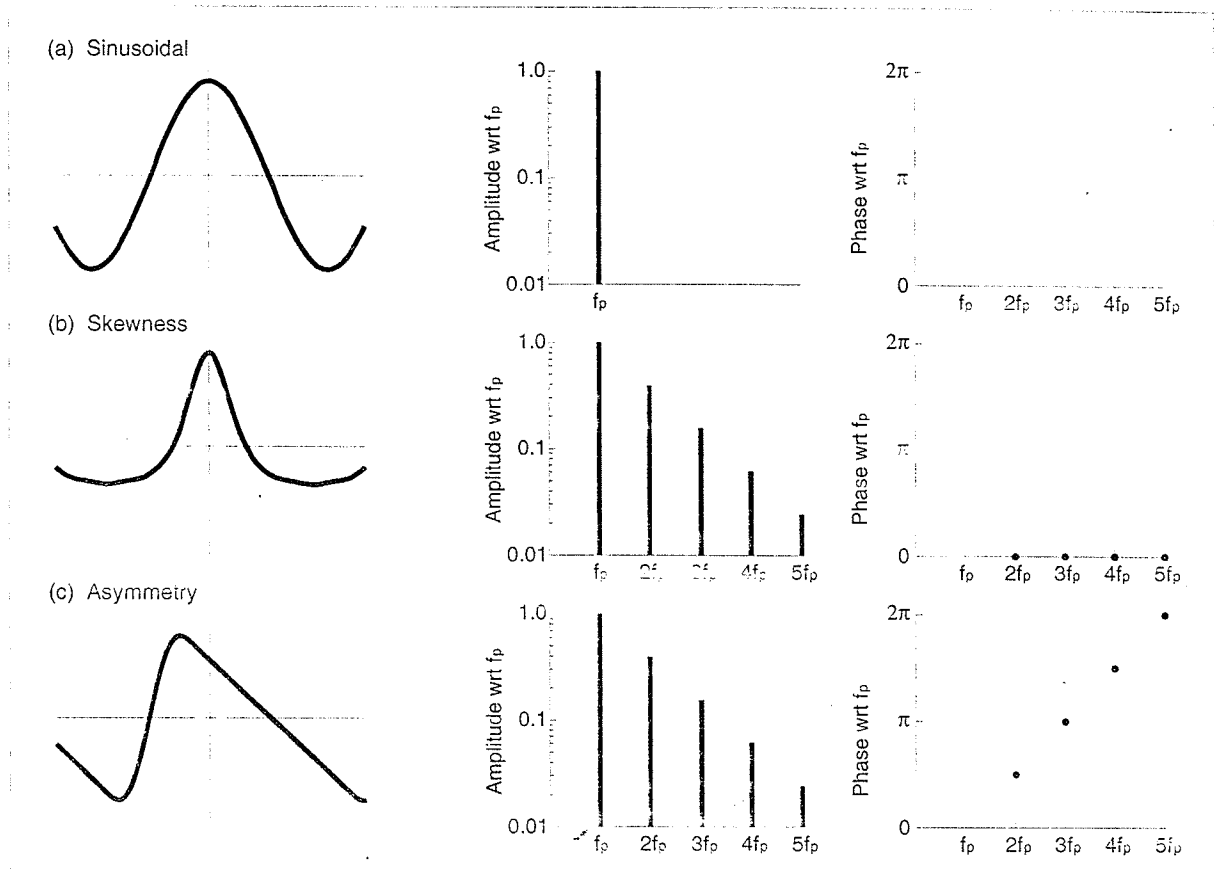 (a) Sinusoidal
Amplitude wrt fp
1.0
0.1
0.01
fp
Phase wrt fp
2π
π
0
fp 2fp 3fp 4fp 5fp
(b) Skewness
Amplitude wrt fp
1.0
0.1
0.01
fp 2fp 3fp 4fp 5fp
Phase wrt fp
2π
π
0
fp 2fp 3fp 4fp 5fp
(c) Asymmetry
Amplitude wrt fp
1.0
0.1
0.01
fp 2fp 3fp 4fp 5fp
Phase wrt fp
2π
π
0
fp 2fp 3fp 4fp 5fp